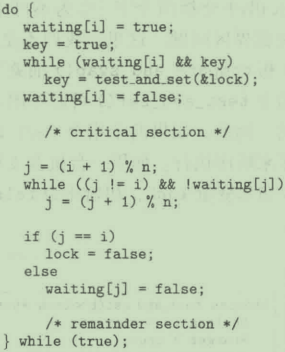 do {
waiting[i] = true;
key = true;
while (waiting[i] && key)
key = test_and_set(&lock);
waiting[i] = false;
/* critical section */
j = (i + 1) % n;
while ((j != i) && !waiting[j])
j = (j + 1) % n;
if (j == i)
lock = false;
else
waiting[j] = false;
/* remainder section */
} while (true);